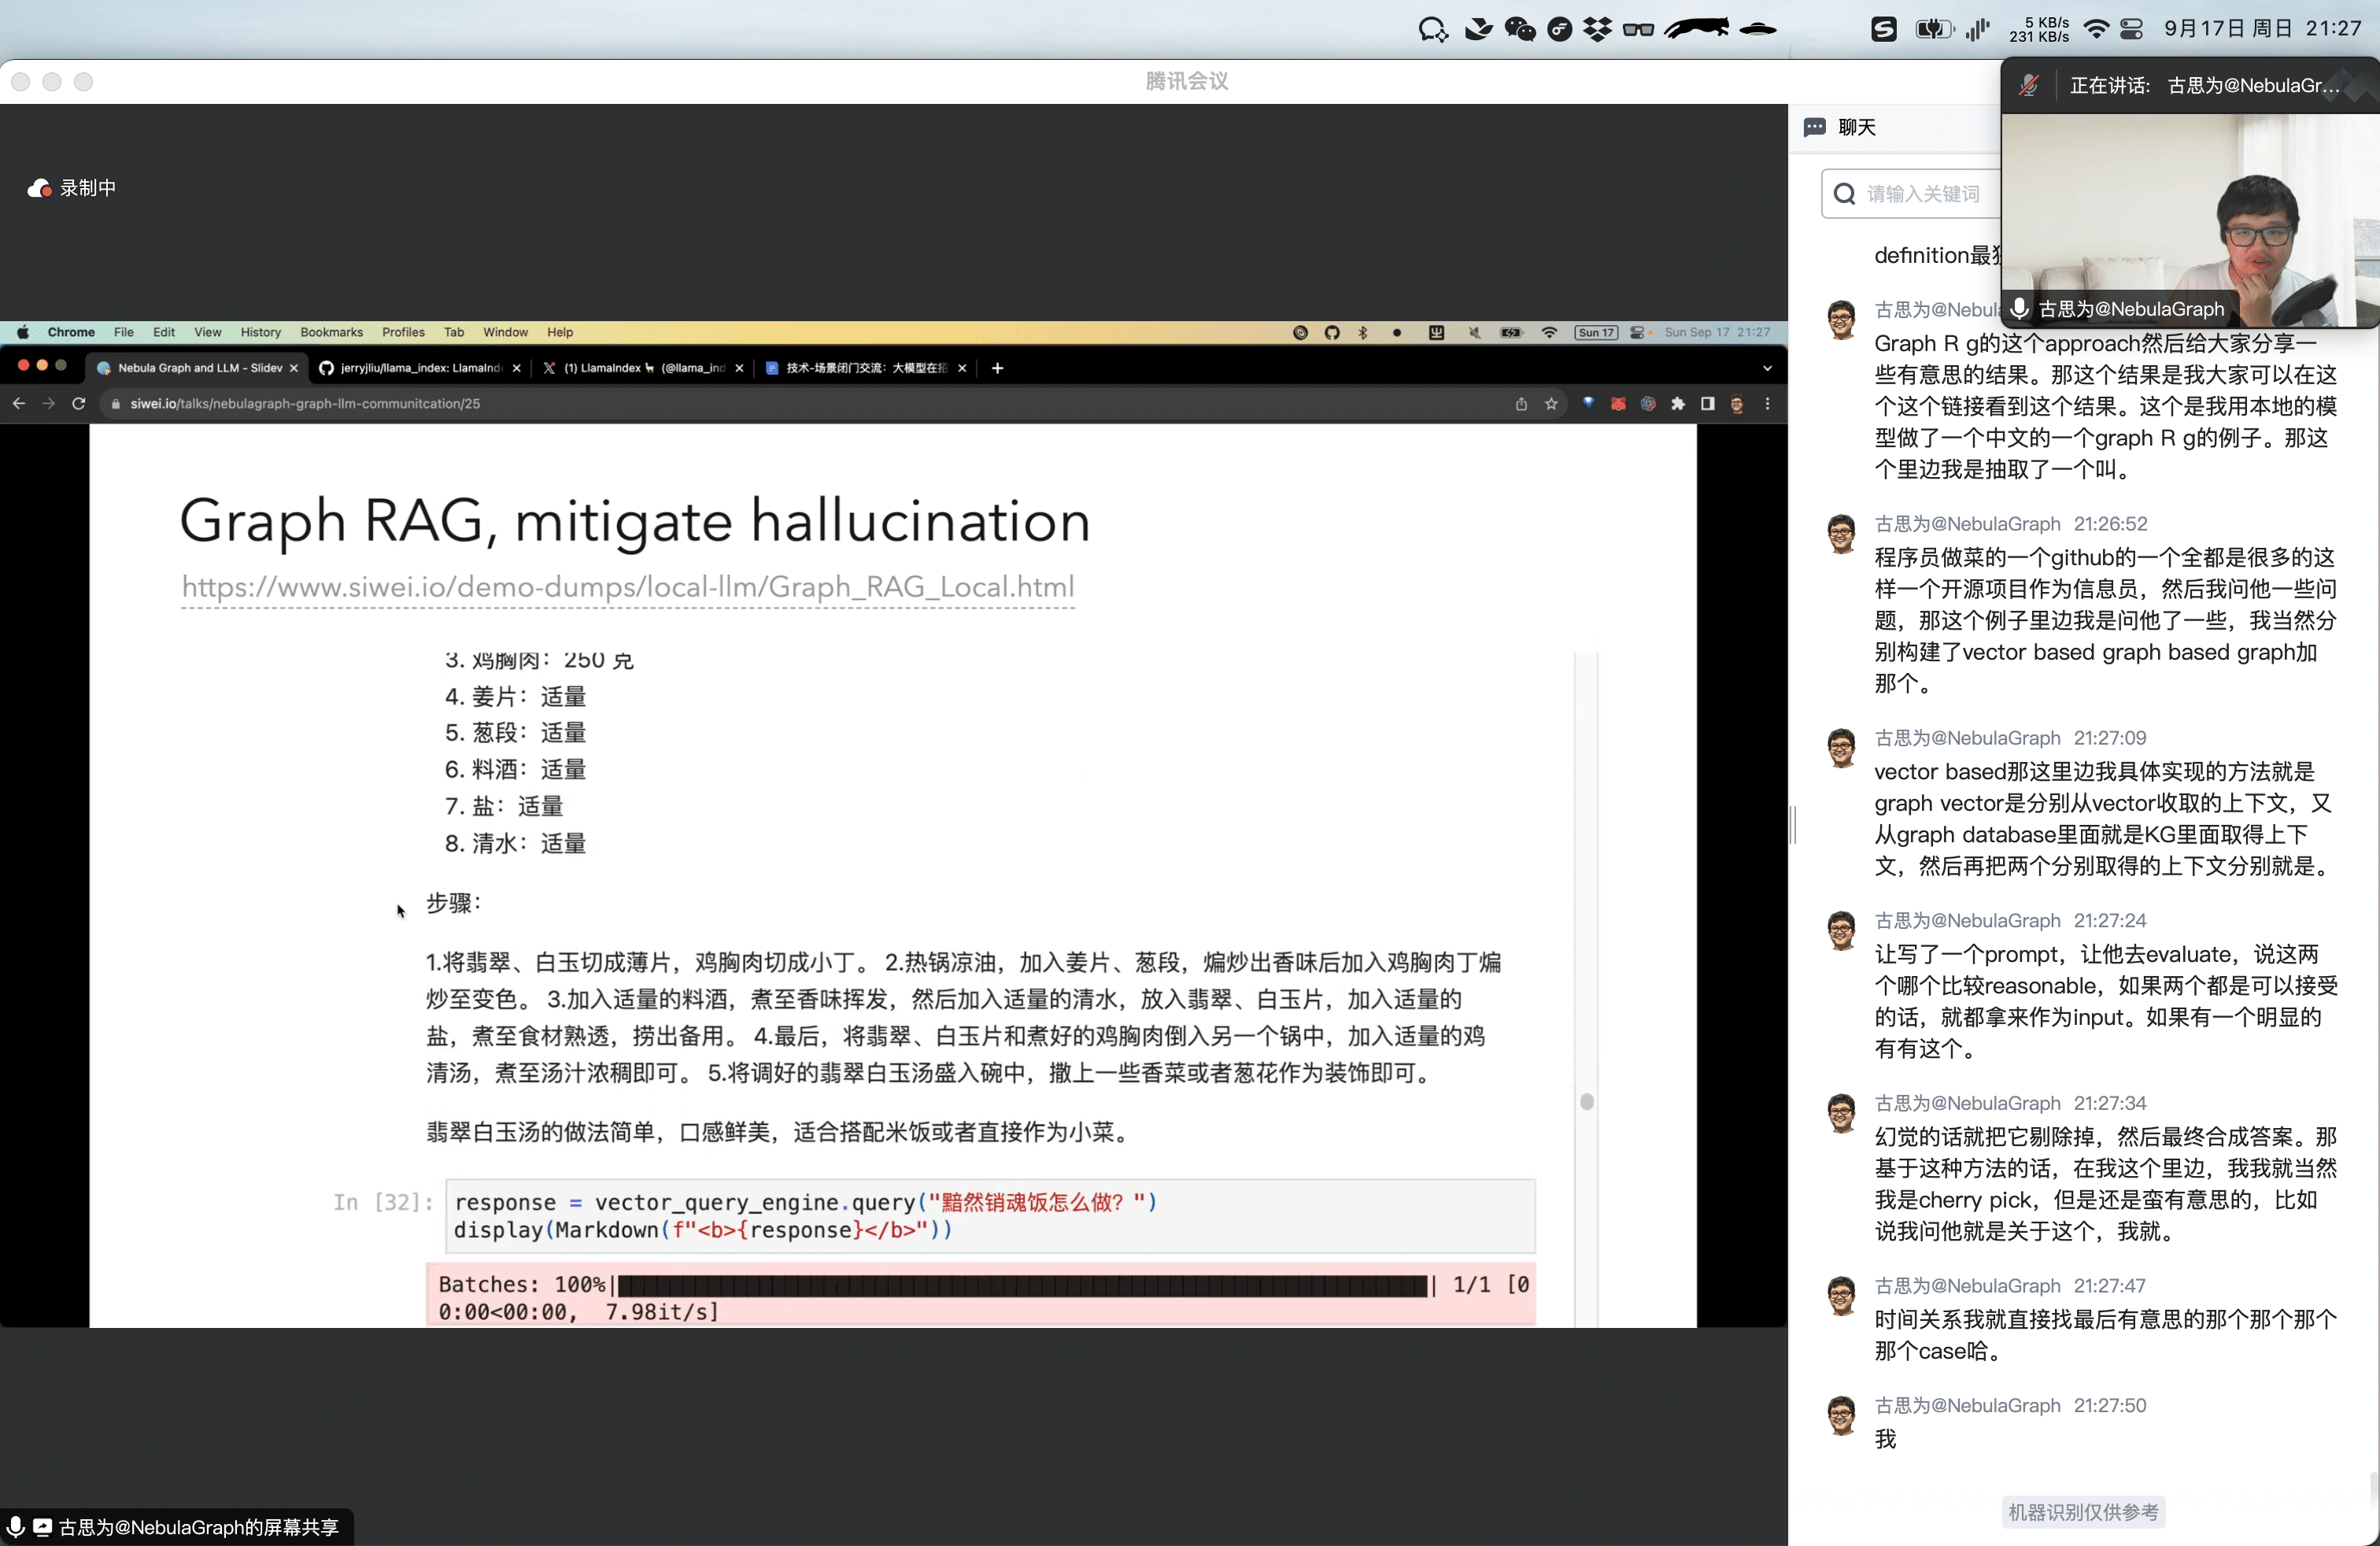 5 KB/s
231 KB/s
9月17日 周日 21:27
腾讯会议
正在讲话: 古思为@NebulaGr...
聊天
录制中
请输入关键词
古思为@NebulaGraph
Chrome File Edit View History Bookmarks Profiles Tab Window Help
Sun 17
Sun Sep 17 21:27
Nebula Graph and LLM - Slidev
jerryjliu/llama_index: LlamaInd
(1) LlamaIndex 🦙 (@llama_ind
技术-场景闭门交流：大模型在招
siwei.io/talks/nebulagraph-graph-llm-communitcation/25
Graph RAG, mitigate hallucination
https://www.siwei.io/demo-dumps/local-llm/Graph_RAG_Local.html
3. 鸡胸肉：250 克
4. 姜片：适量
5. 葱段：适量
6. 料酒：适量
7. 盐：适量
8. 清水：适量
步骤：
1.将翡翠、白玉切成薄片，鸡胸肉切成小丁。 2.热锅凉油，加入姜片、葱段，煸炒出香味后加入鸡胸肉丁煸
炒至变色。 3.加入适量的料酒，煮至香味挥发，然后加入适量的清水，放入翡翠、白玉片，加入适量的
盐，煮至食材熟透，捞出备用。 4.最后，将翡翠、白玉片和煮好的鸡胸肉倒入另一个锅中，加入适量的鸡
清汤，煮至汤汁浓稠即可。 5.将调好的翡翠白玉汤盛入碗中，撒上一些香菜或者葱花作为装饰即可。
翡翠白玉汤的做法简单，口感鲜美，适合搭配米饭或者直接作为小菜。
In [32]: response = vector_query_engine.query("黯然销魂饭怎么做？")
display(Markdown(f"<b>{response}</b>"))
Batches: 100%| | 1/1 [0
0:00<00:00, 7.98it/s]
古思为@NebulaGraph的屏幕共享
definition最
古思为@Nebula
Graph R g的这个approach然后给大家分享一
些有意思的结果。那这个结果是我大家可以在这
个这个链接看到这个结果。这个是我用本地的模
型做了一个中文的一个graph R g的例子。那这
个里边我是抽取了一个叫。
古思为@NebulaGraph 21:26:52
程序员做菜的一个github的一个全都是很多的这
样一个开源项目作为信息员，然后我问他一些问
题，那这个例子里边我是问他了一些，我当然分
别构建了vector based graph based graph加
那个。
古思为@NebulaGraph 21:27:09
vector based那这里边我具体实现的方法就是
graph vector是分别从vector收取的上下文，又
从graph database里面就是KG里面取得上下
文，然后再把两个分别取得的上下文分别就是。
古思为@NebulaGraph 21:27:24
让写了一个prompt，让他去evaluate，说这两
个哪个比较reasonable，如果两个都是可以接受
的话，就都拿来作为input。如果有一个明显的
有有这个。
古思为@NebulaGraph 21:27:34
幻觉的话就把它剔除掉，然后最终合成答案。那
基于这种方法的话，在我这个里边，我我就当然
我是cherry pick，但是还是蛮有意思的，比如
说我问他就是关于这个，我就。
古思为@NebulaGraph 21:27:47
时间关系我就直接找最后有意思的那个那个那个
那个case哈。
古思为@NebulaGraph 21:27:50
我
机器识别仅供参考